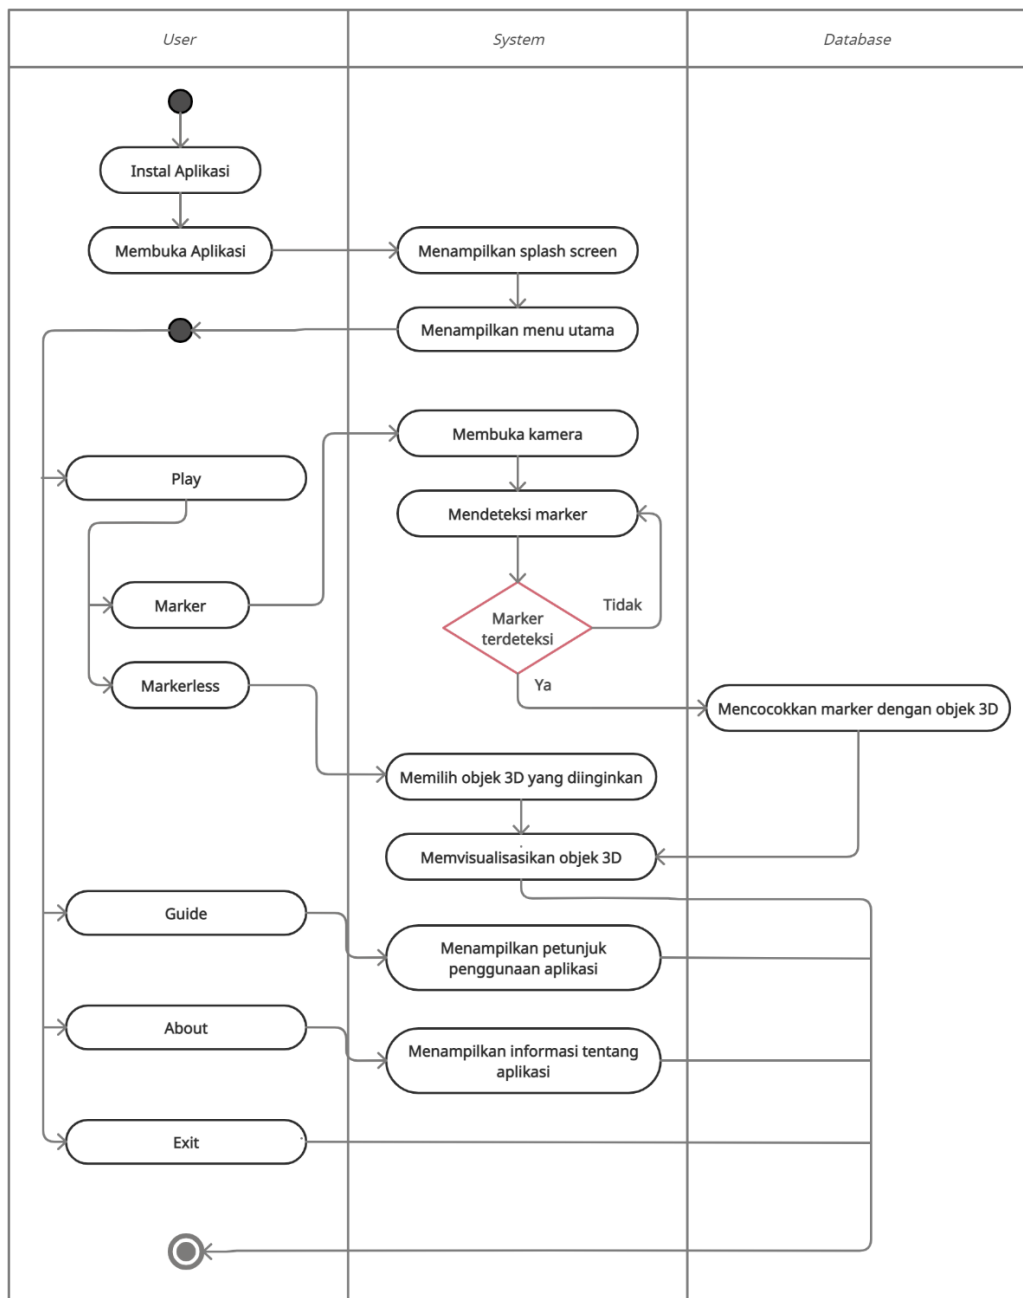 User
System
Database
Instal Aplikasi
Membuka Aplikasi
Menampilkan splash screen
Menampilkan menu utama
Membuka kamera
Play
Mendeteksi marker
Marker
Marker
terdeteksi
Tidak
Ya
Markerless
Mencocokkan marker dengan objek 3D
Memilih objek 3D yang diinginkan
Memvisualisasikan objek 3D
Guide
Menampilkan petunjuk
penggunaan aplikasi
About
Menampilkan informasi tentang
aplikasi
Exit